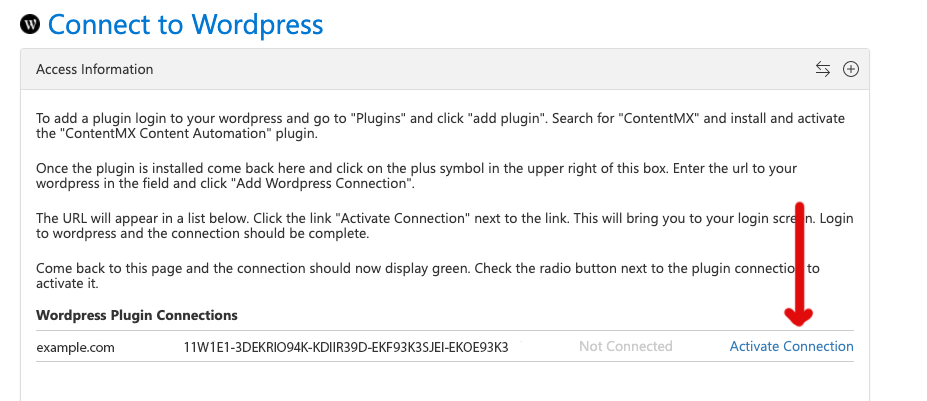 W Connect to Wordpress
Access Information
To add a plugin login to your wordpress and go to "Plugins" and click "add plugin". Search for "ContentMX" and install and activate
the "ContentMX Content Automation" plugin.
Once the plugin is installed come back here and click on the plus symbol in the upper right of this box. Enter the url to your
wordpress in the field and click "Add Wordpress Connection".
The URL will appear in a list below. Click the link "Activate Connection" next to the link. This will bring you to your login screen. Login
to wordpress and the connection should be complete.
Come back to this page and the connection should now display green. Check the radio button next to the plugin connection to
activate it.
Wordpress Plugin Connections
example.com 11W1E1-3DEKRIO94K-KDIIR39D-EKF93K3SJEI-EKOE93K3 Not Connected Activate Connection